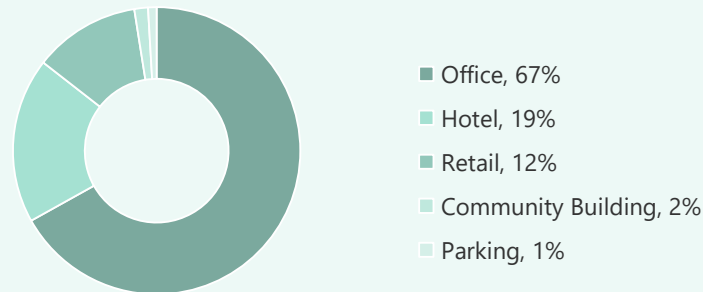 Office, 67%
Hotel, 19%
Retail, 12%
Community Building, 2%
Parking, 1%